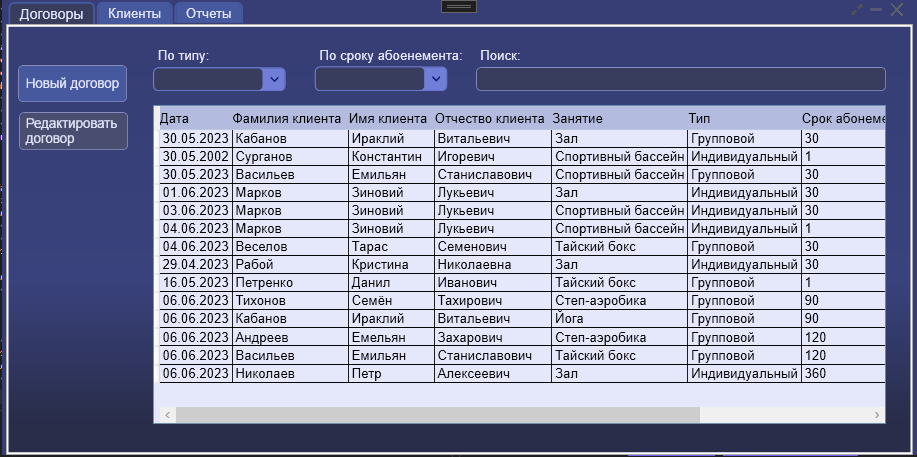 Договоры Клиенты Отчеты
По типу: По сроку абоенемента: Поиск:
Новый договор
Редактировать
договор
Дата Фамилия клиента Имя клиента Отчество клиента Занятие Тип Срок абонеме
30.05.2023 Кабанов Ираклий Витальевич Зал Групповой 30
30.05.2002 Сурганов Константин Игоревич Спортивный бассейн Индивидуальный 1
30.05.2023 Васильев Емильян Станиславович Спортивный бассейн Групповой 30
01.06.2023 Марков Зиновий Лукьевич Зал Индивидуальный 30
03.06.2023 Марков Зиновий Лукьевич Спортивный бассейн Индивидуальный 30
04.06.2023 Марков Зиновий Лукьевич Спортивный бассейн Индивидуальный 1
04.06.2023 Веселов Тарас Семенович Тайский бокс Групповой 30
29.04.2023 Рабой Кристина Николаевна Зал Индивидуальный 30
16.05.2023 Петренко Данил Иванович Тайский бокс Групповой 1
06.06.2023 Тихонов Семён Тахирович Степ-аэробика Групповой 90
06.06.2023 Кабанов Ираклий Витальевич Йога Групповой 90
06.06.2023 Андреев Емельян Захарович Степ-аэробика Групповой 120
06.06.2023 Васильев Емильян Станиславович Тайский бокс Групповой 120
06.06.2023 Николаев Петр Алексеевич Зал Индивидуальный 360